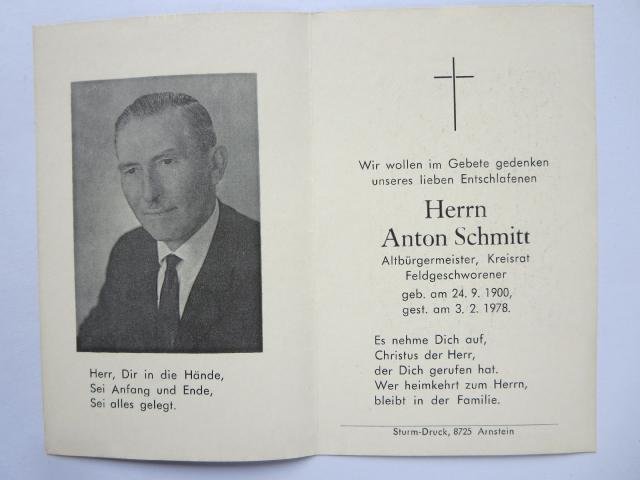 Herr, Dir in die Hände,
Sei Anfang und Ende,
Sei alles gelegt.
Wir wollen im Gebete gedenken
unseres lieben Entschlafenen
Herrn
Anton Schmitt
Altbürgermeister, Kreisrat
Feldgeschworener
geb. am 24. 9. 1900,
gest. am 3. 2. 1978.
Es nehme Dich auf,
Christus der Herr,
der Dich gerufen hat.
Wer heimkehrt zum Herrn,
bleibt in der Familie.
Sturm-Druck, 8725 Arnstein